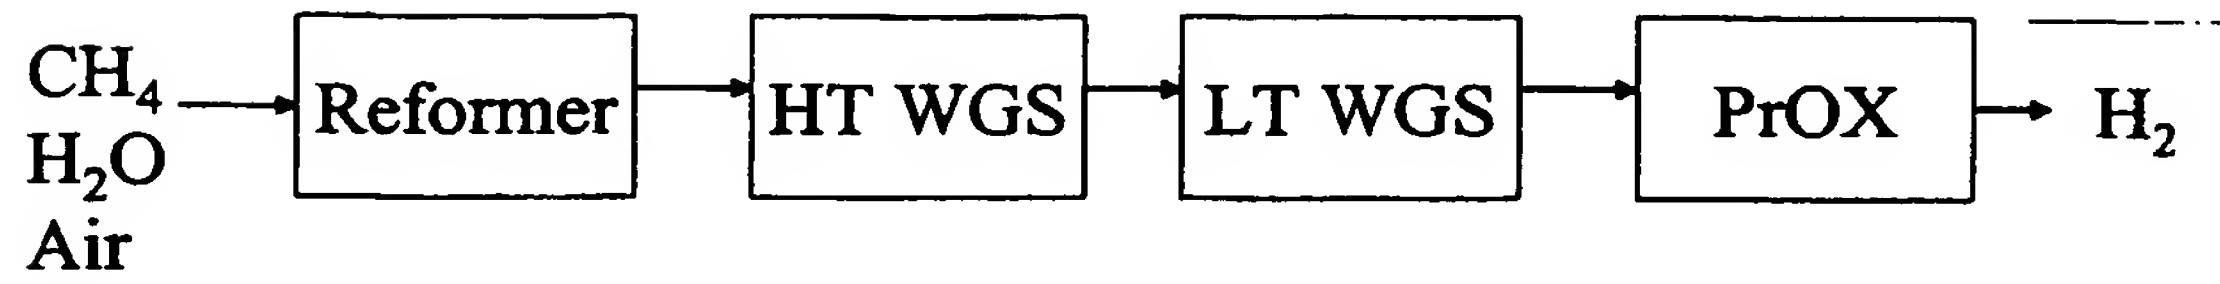 CH₄
H₂O
Air
Reformer
HT WGS
LT WGS
PrOX
H₂